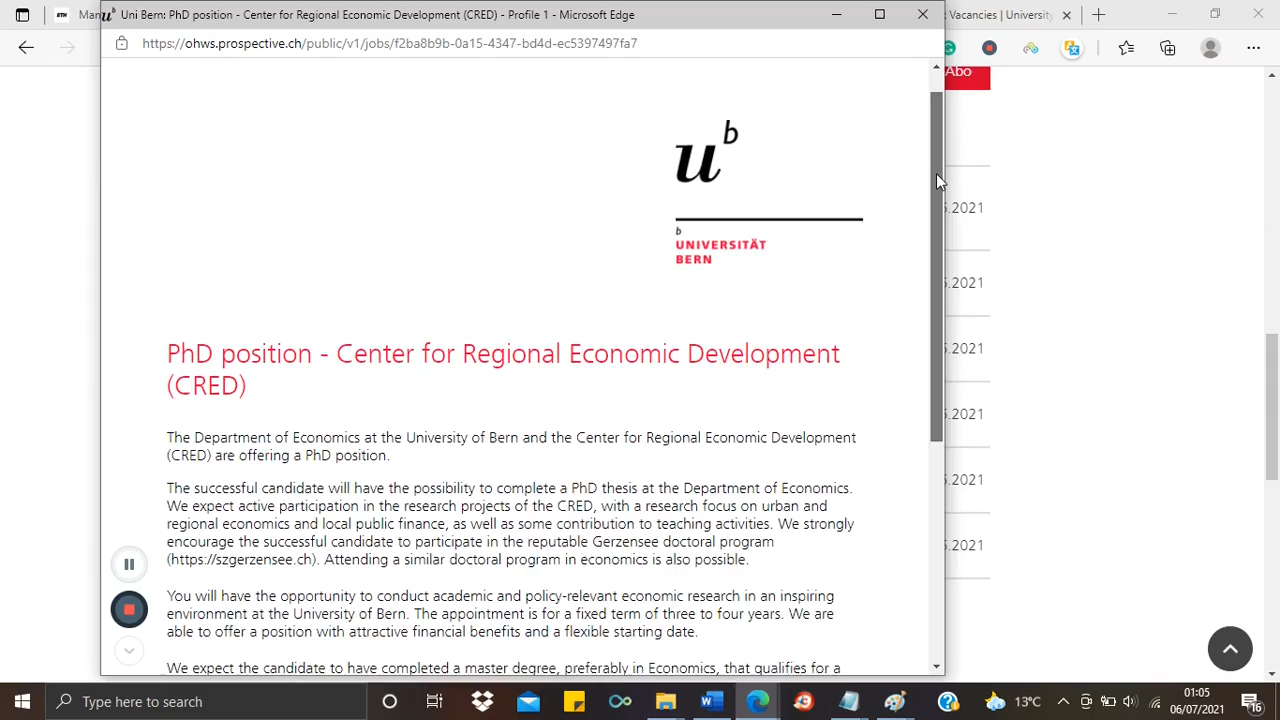 Man
Uni Bern: PhD position - Center for Regional Economic Development (CRED) - Profile 1 - Microsoft Edge
Vacancies | University
https://ohws.prospective.ch/public/v1/jobs/f2ba8b9b-0a15-4347-bd4d-ec5397497fa7
Abo
u b
b
UNIVERSITÄT
BERN
.2021
.2021
.2021
.2021
.2021
.2021
PhD position - Center for Regional Economic Development
(CRED)
The Department of Economics at the University of Bern and the Center for Regional Economic Development
(CRED) are offering a PhD position.
The successful candidate will have the possibility to complete a PhD thesis at the Department of Economics.
We expect active participation in the research projects of the CRED, with a research focus on urban and
regional economics and local public finance, as well as some contribution to teaching activities. We strongly
encourage the successful candidate to participate in the reputable Gerzensee doctoral program
(https://szgerzensee.ch). Attending a similar doctoral program in economics is also possible.
You will have the opportunity to conduct academic and policy-relevant economic research in an inspiring
environment at the University of Bern. The appointment is for a fixed term of three to four years. We are
able to offer a position with attractive financial benefits and a flexible starting date.
We expect the candidate to have completed a master degree, preferably in Economics, that qualifies for a
Type here to search
13°C
01:05
06/07/2021
16